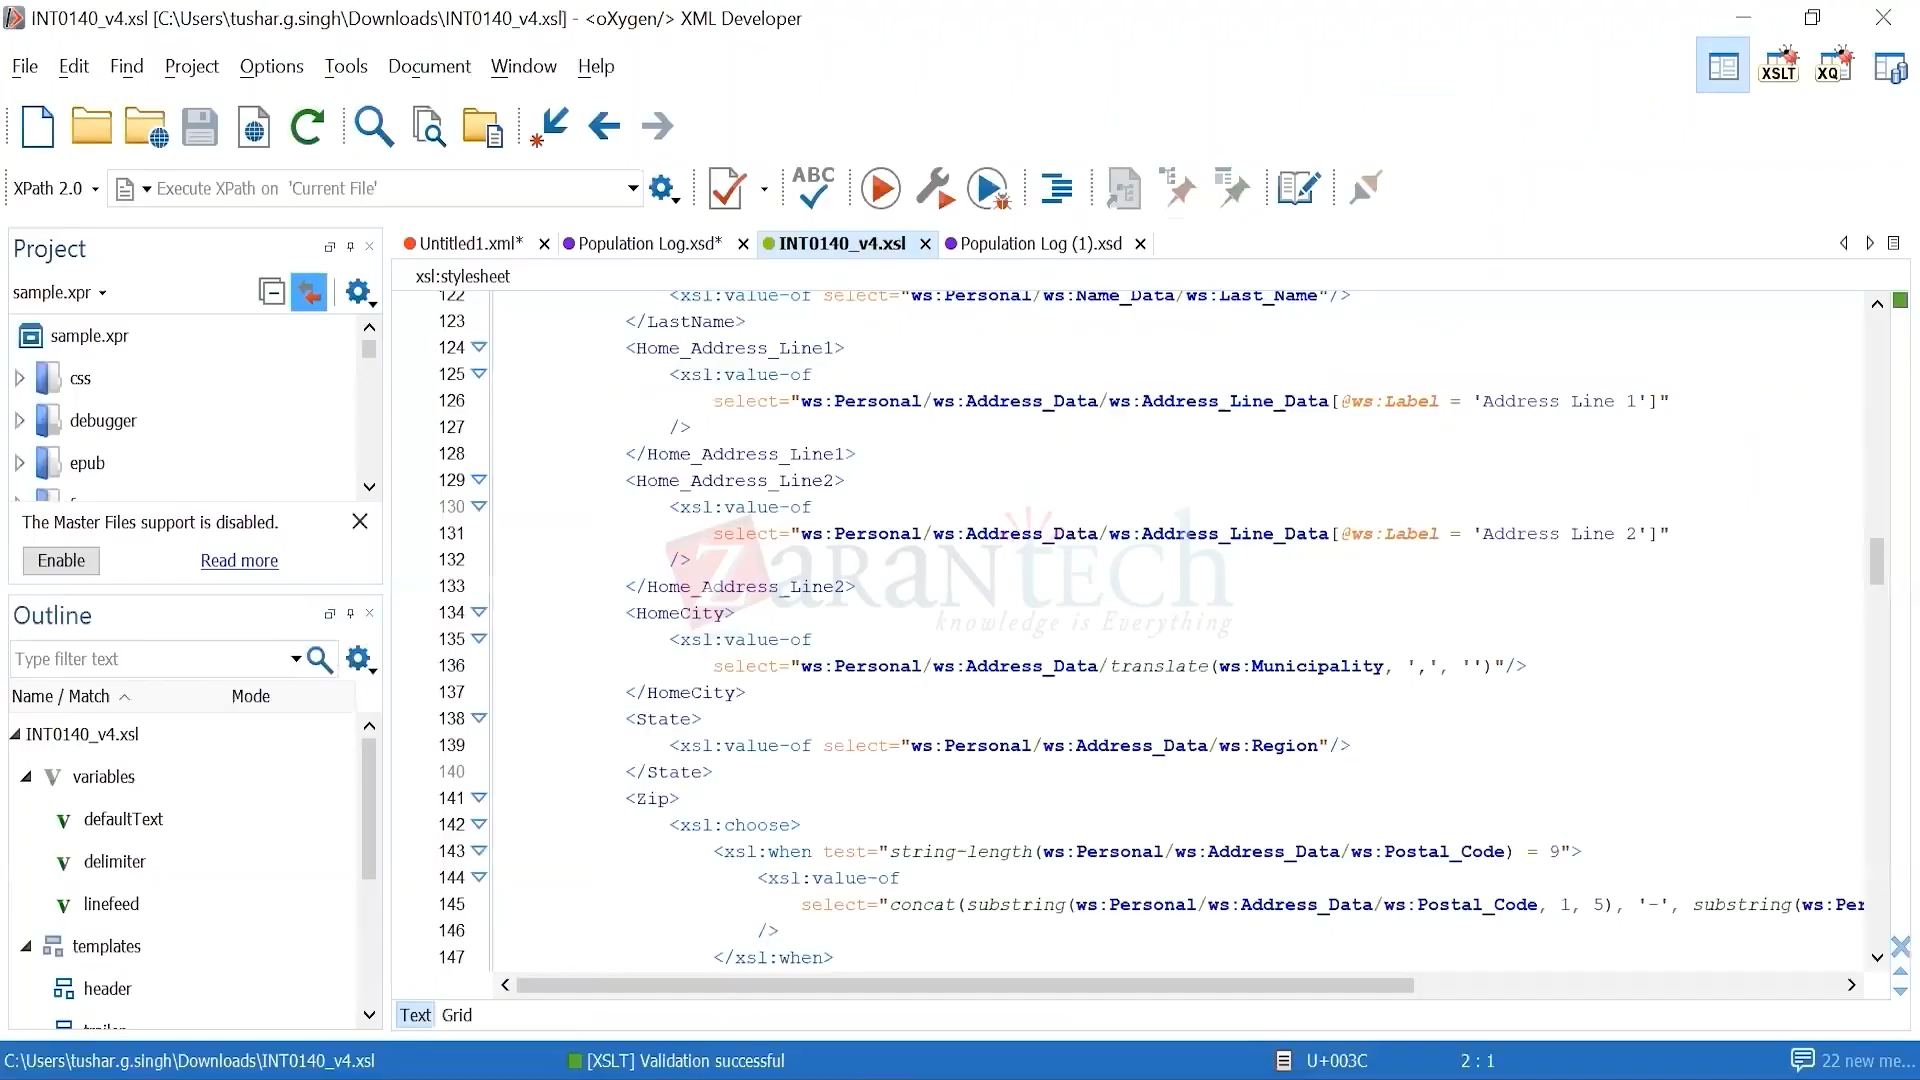 INT0140_v4.xsl [C:\Users\tushar.g.singh\Downloads\INT0140_v4.xsl] - <oXygen/> XML Developer
File Edit Find Project Options Tools Document Window Help
XSLT XQ
XPath 2.0 Execute XPath on 'Current File' ABC
Project
sample.xpr
sample.xpr
css
debugger
epub
The Master Files support is disabled.
Enable Read more
Outline
Type filter text
Name / Match Mode
INT0140_v4.xsl
variables
defaultText
delimiter
linefeed
templates
header
Untitled1.xml* Population Log.xsd* INT0140_v4.xsl Population Log (1).xsd
xsl:stylesheet
122 <xsl:value-of select="ws:Personal/ws:Name_Data/ws:Last_Name"/>
123 </LastName>
124 <Home_Address_Line1>
125 <xsl:value-of
126 select="ws:Personal/ws:Address_Data/ws:Address_Line_Data[@ws:Label = 'Address Line 1']"
127 />
128 </Home_Address_Line1>
129 <Home_Address_Line2>
130 <xsl:value-of
131 select="ws:Personal/ws:Address_Data/ws:Address_Line_Data[@ws:Label = 'Address Line 2']"
132 />
133 </Home_Address_Line2>
134 <HomeCity>
135 <xsl:value-of
136 select="ws:Personal/ws:Address_Data/translate(ws:Municipality, ',', '')"/>
137 </HomeCity>
138 <State>
139 <xsl:value-of select="ws:Personal/ws:Address_Data/ws:Region"/>
140 </State>
141 <Zip>
142 <xsl:choose>
143 <xsl:when test="string-length(ws:Personal/ws:Address_Data/ws:Postal_Code) = 9">
144 <xsl:value-of
145 select="concat(substring(ws:Personal/ws:Address_Data/ws:Postal_Code, 1, 5), '-', substring(ws:Per
146 />
147 </xsl:when>
ZARANTECH
knowledge is Everything
Text Grid
C:\Users\tushar.g.singh\Downloads\INT0140_v4.xsl [XSLT] Validation successful U+003C 2 : 1 22 new me...